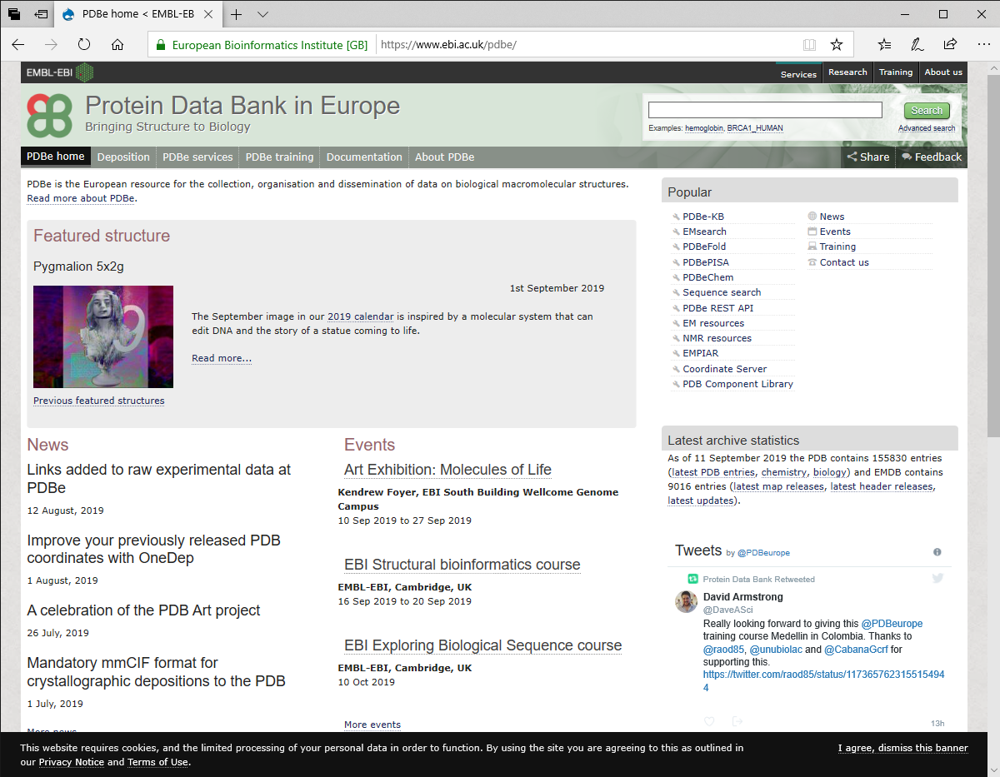 PDBe home < EMBL-EB
European Bioinformatics Institute [GB] https://www.ebi.ac.uk/pdbe/
EMBL-EBI
Services Research Training About us
Protein Data Bank in Europe
Bringing Structure to Biology
Search
Examples: hemoglobin, BRCA1_HUMAN
Advanced search
PDBe home Deposition PDBe services PDBe training Documentation About PDBe Share Feedback
PDBe is the European resource for the collection, organisation and dissemination of data on biological macromolecular structures.
Read more about PDBe.
Featured structure
Pygmalion 5x2g
1st September 2019
The September image in our 2019 calendar is inspired by a molecular system that can
edit DNA and the story of a statue coming to life.
Read more...
Previous featured structures
News
Links added to raw experimental data at
PDBe
12 August, 2019
Improve your previously released PDB
coordinates with OneDep
1 August, 2019
A celebration of the PDB Art project
26 July, 2019
Mandatory mmCIF format for
crystallographic depositions to the PDB
1 July, 2019
More news
Events
Art Exhibition: Molecules of Life
Kendrew Foyer, EBI South Building Wellcome Genome
Campus
10 Sep 2019 to 27 Sep 2019
EBI Structural bioinformatics course
EMBL-EBI, Cambridge, UK
16 Sep 2019 to 20 Sep 2019
EBI Exploring Biological Sequence course
EMBL-EBI, Cambridge, UK
10 Oct 2019
More events
Popular
PDBe-KB
EMsearch
PDBeFold
PDBePISA
PDBeChem
Sequence search
PDBe REST API
EM resources
NMR resources
EMPIAR
Coordinate Server
PDB Component Library
News
Events
Training
Contact us
Latest archive statistics
As of 11 September 2019 the PDB contains 155830 entries
(latest PDB entries, chemistry, biology) and EMDB contains
9016 entries (latest map releases, latest header releases,
latest updates).
Tweets by @PDBeurope
Protein Data Bank Retweeted
David Armstrong
@DaveASci
Really looking forward to giving this @PDBeurope
training course Medellin in Colombia. Thanks to
@raod85, @unubiolac and @CabanaGcrf for
supporting this.
https://twitter.com/raod85/status/117365762315515494
4
13h
This website requires cookies, and the limited processing of your personal data in order to function. By using the site you are agreeing to this as outlined in
our Privacy Notice and Terms of Use.
I agree, dismiss this banner